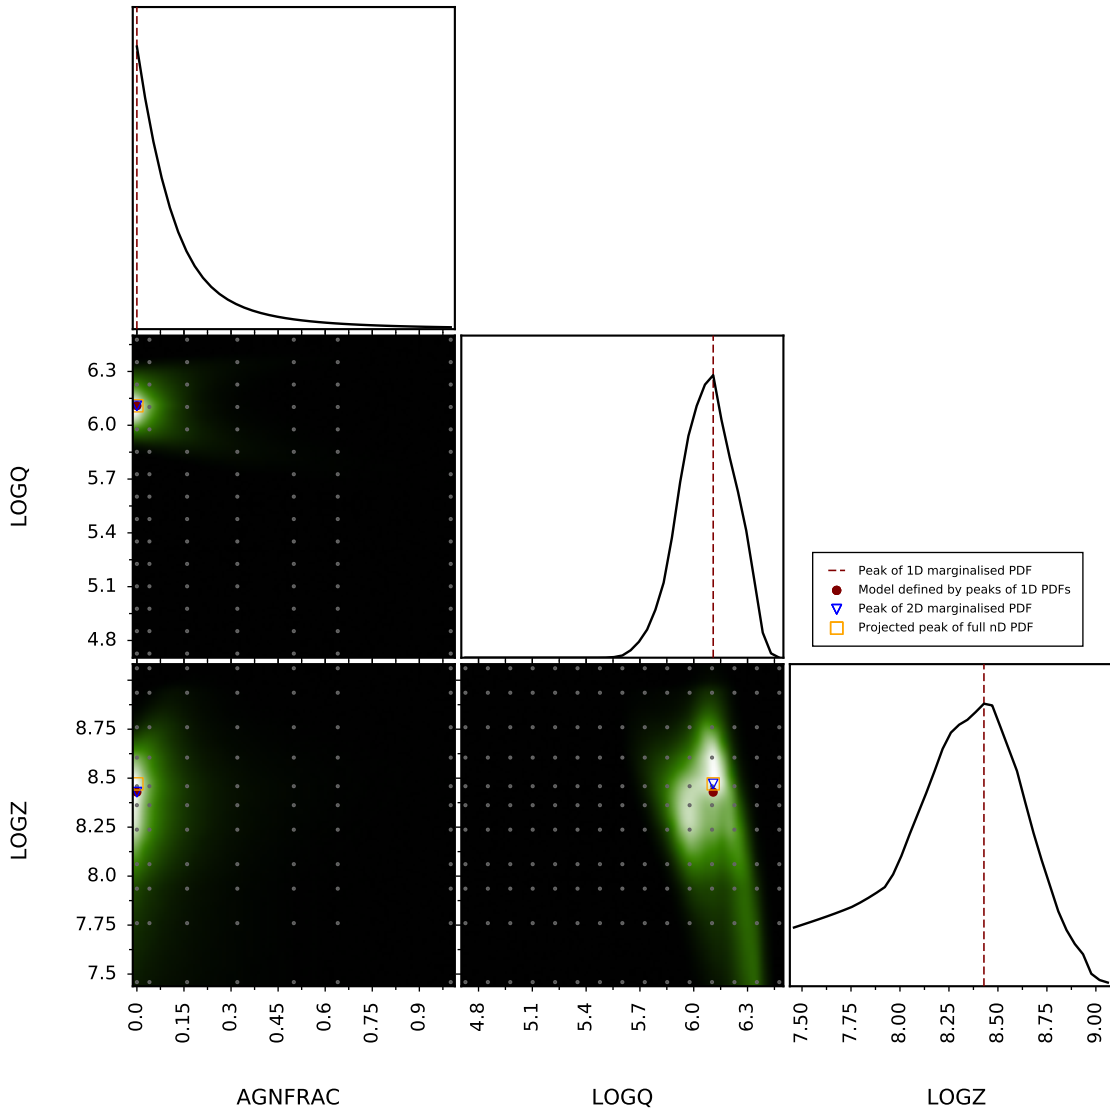 6.3
6.0
5.7
5.4
5.1
4.8
LOGQ
Peak of 1D marginalised PDF
Model defined by peaks of 1D PDFs
Peak of 2D marginalised PDF
Projected peak of full nD PDF
8.75
8.5
8.25
8.0
7.75
7.5
LOGZ
0.0 0.15 0.3 0.45 0.6 0.75 0.9
4.8 5.1 5.4 5.7 6.0 6.3
7.50 7.75 8.00 8.25 8.50 8.75 9.00
AGNFRAC LOGQ LOGZ